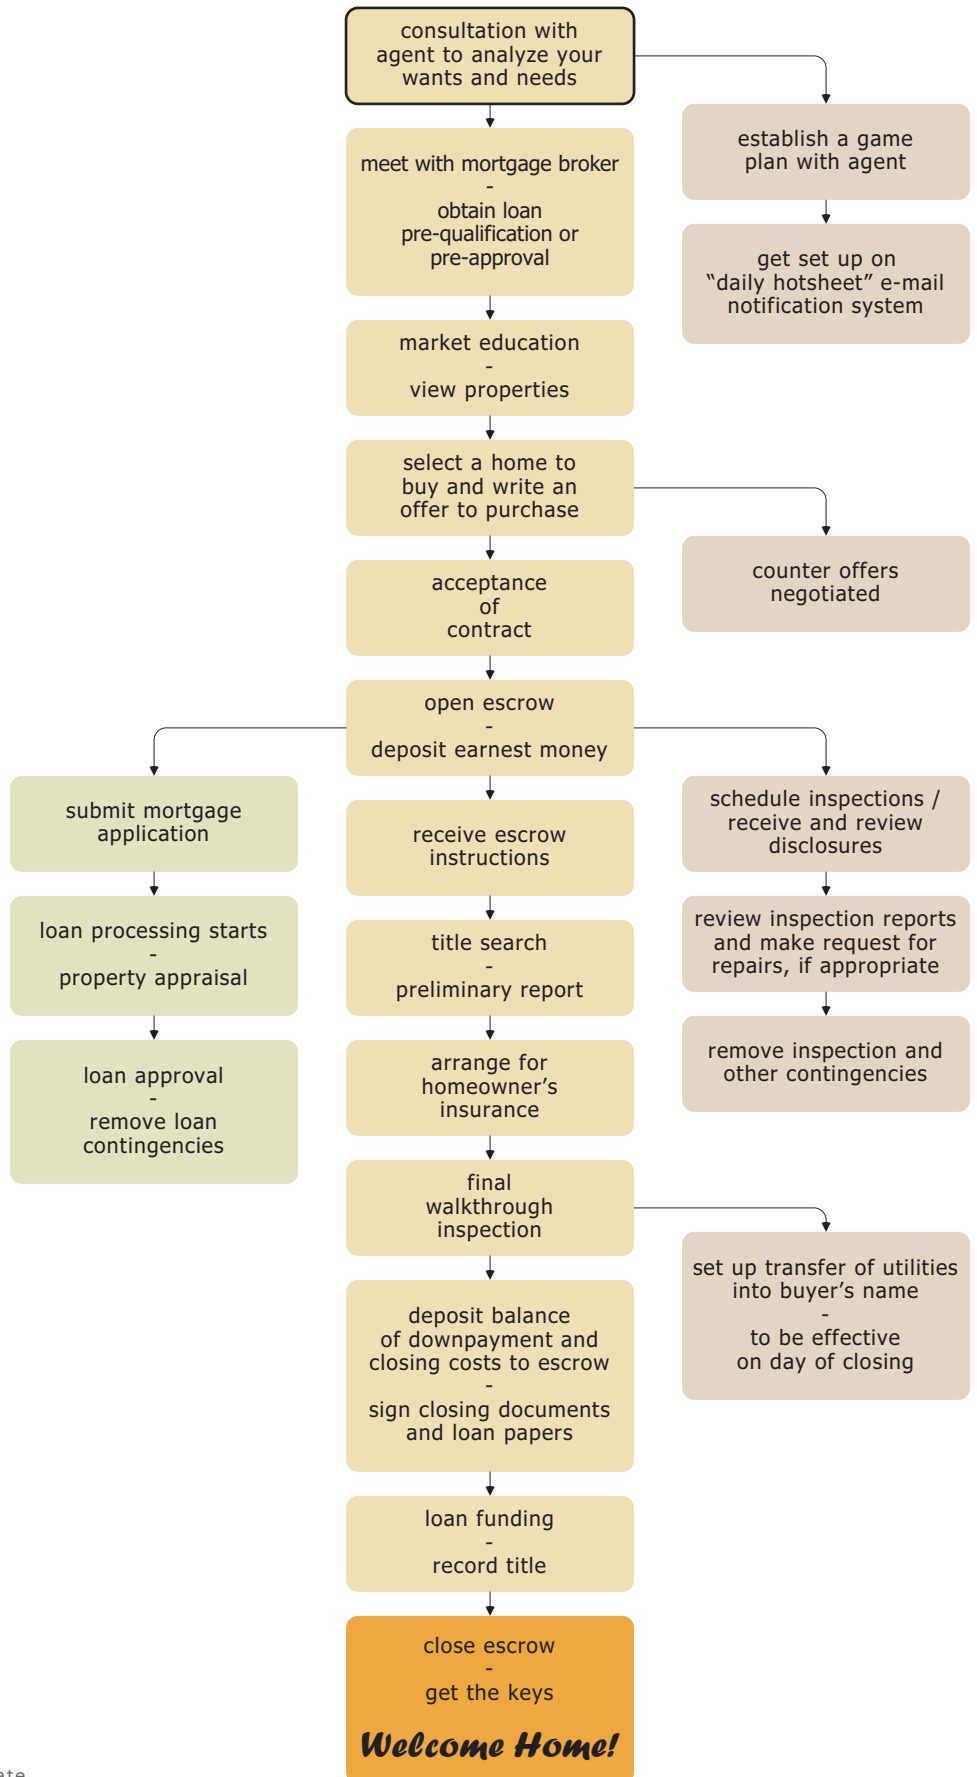 consultation with
agent to analyze your
wants and needs
establish a game
plan with agent
meet with mortgage broker
-
obtain loan
pre-qualification or
pre-approval
get set up on
“daily hotsheet” e-mail
notification system
market education
-
view properties
select a home to
buy and write an
offer to purchase
counter offers
negotiated
acceptance
of
contract
open escrow
-
deposit earnest money
submit mortgage
application
loan processing starts
-
property appraisal
loan approval
-
remove loan
contingencies
receive escrow
instructions
title search
-
preliminary report
arrange for
homeowner’s
insurance
schedule inspections /
receive and review
disclosures
review inspection reports
and make request for
repairs, if appropriate
remove inspection and
other contingencies
final
walkthrough
inspection
set up transfer of utilities
into buyer’s name
-
to be effective
on day of closing
deposit balance
of downpayment and
closing costs to escrow
-
sign closing documents
and loan papers
loan funding
-
record title
close escrow
-
get the keys
Welcome Home!